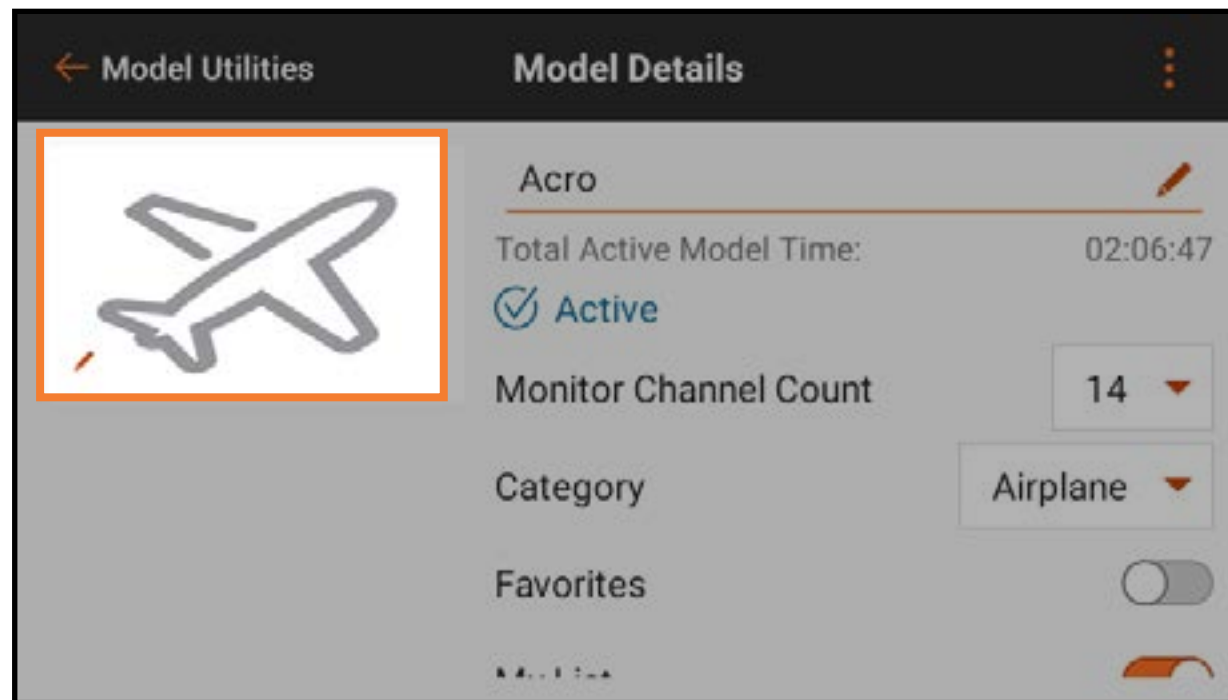 Model Utilities
Model Details
Acro
Total Active Model Time: 02:06:47
Active
Monitor Channel Count 14
Category Airplane
Favorites